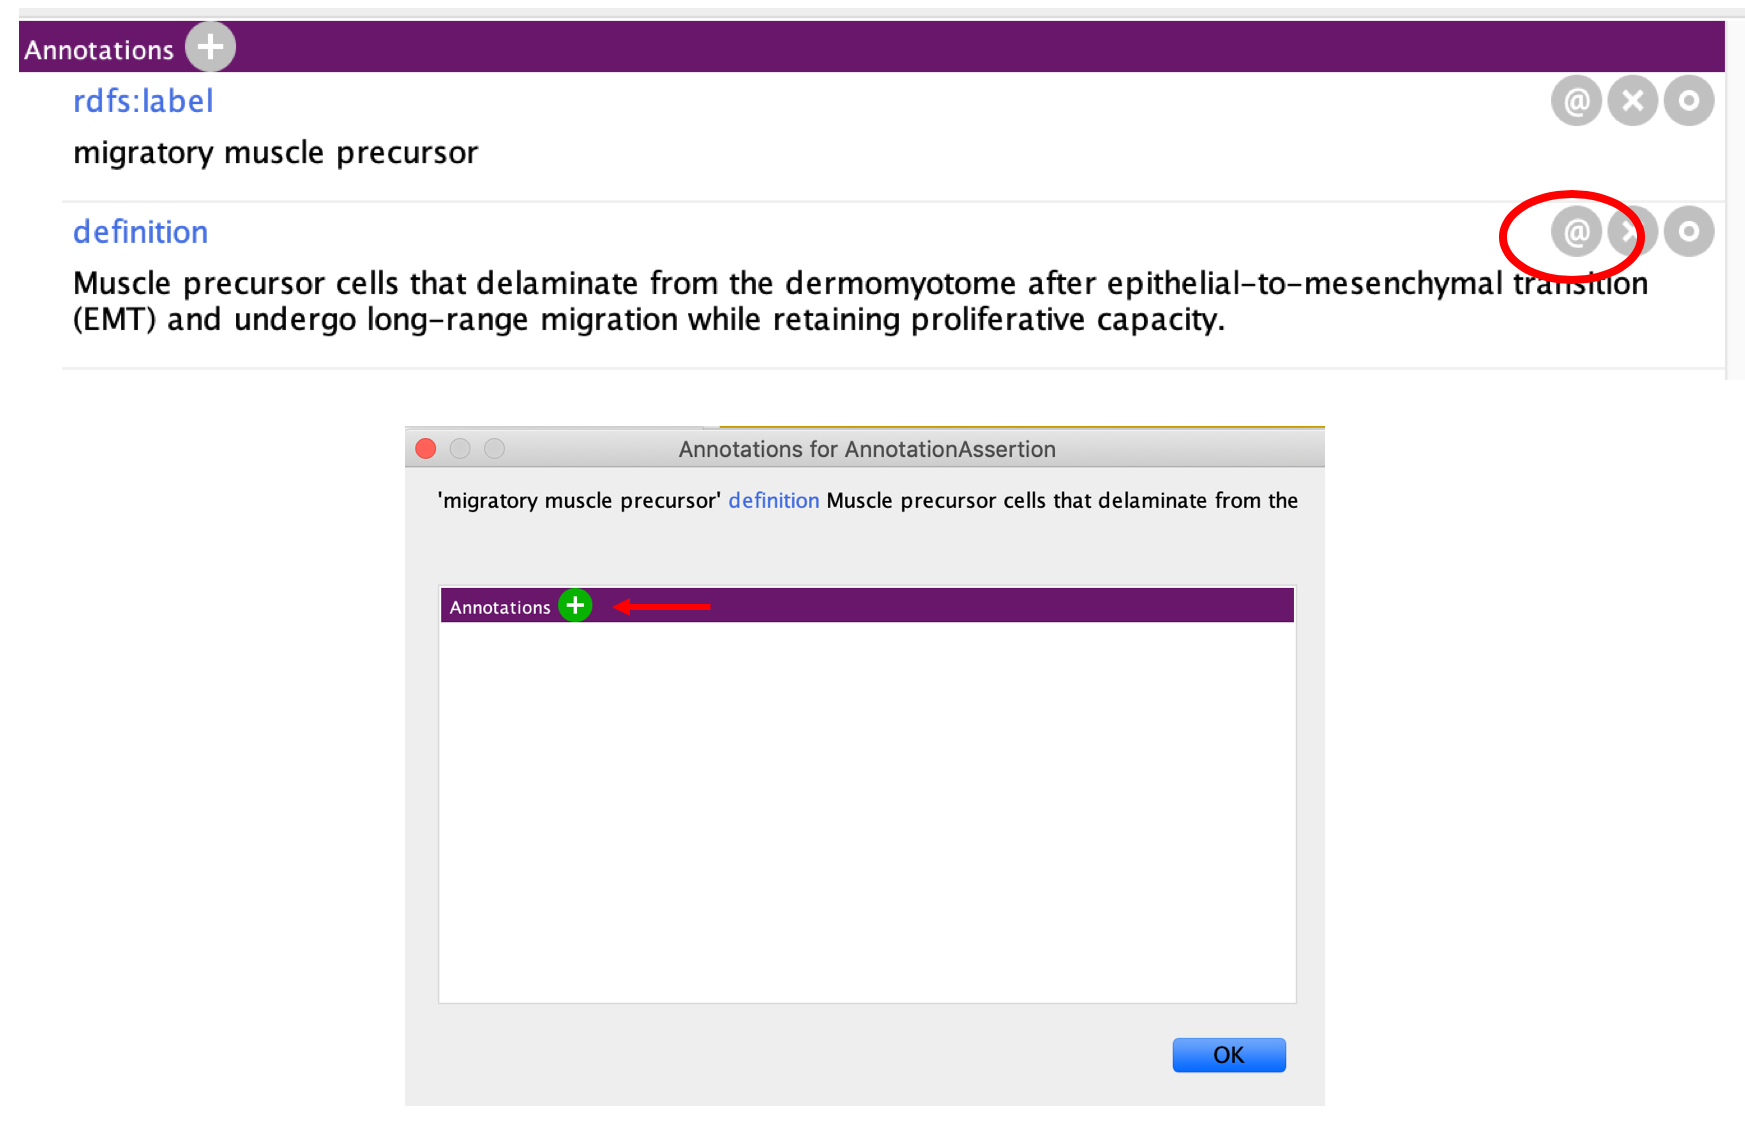 Annotations
rdfs:label
migratory muscle precursor
definition
Muscle precursor cells that delaminate from the dermomyotome after epithelial-to-mesenchymal transition
(EMT) and undergo long-range migration while retaining proliferative capacity.
Annotations for AnnotationAssertion
'migratory muscle precursor' definition Muscle precursor cells that delaminate from the
Annotations
OK